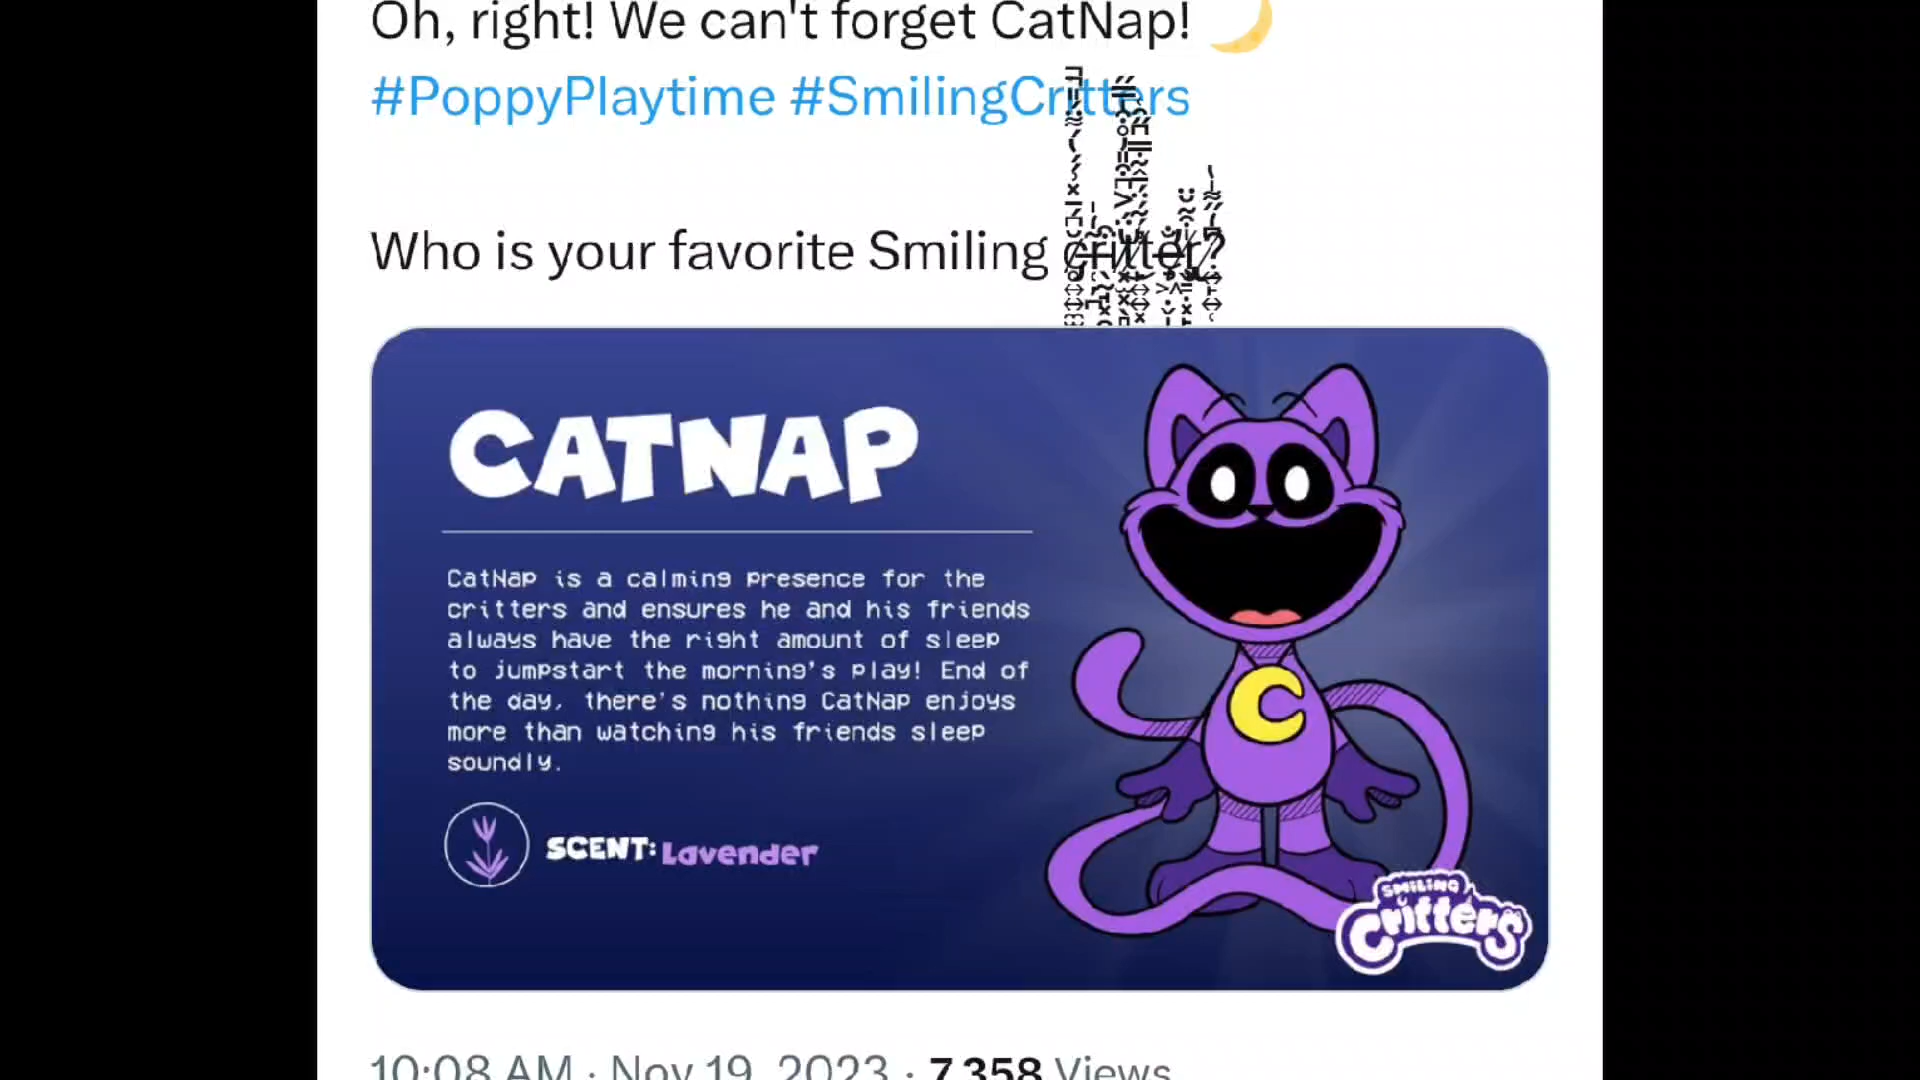 Oh, right! We can't forget CatNap! 🌙
#PoppyPlaytime #SmilingCritters
Who is your favorite Smiling critter?
CATNAP
CatNap is a calming presence for the
critters and ensures he and his friends
always have the right amount of sleep
to jumpstart the morning's play! End of
the day, there's nothing CatNap enjoys
more than watching his friends sleep
soundly.
SCENT: Lavender
SMILING
Critters
10:08 AM · Nov 19, 2023 · 7,358 Views